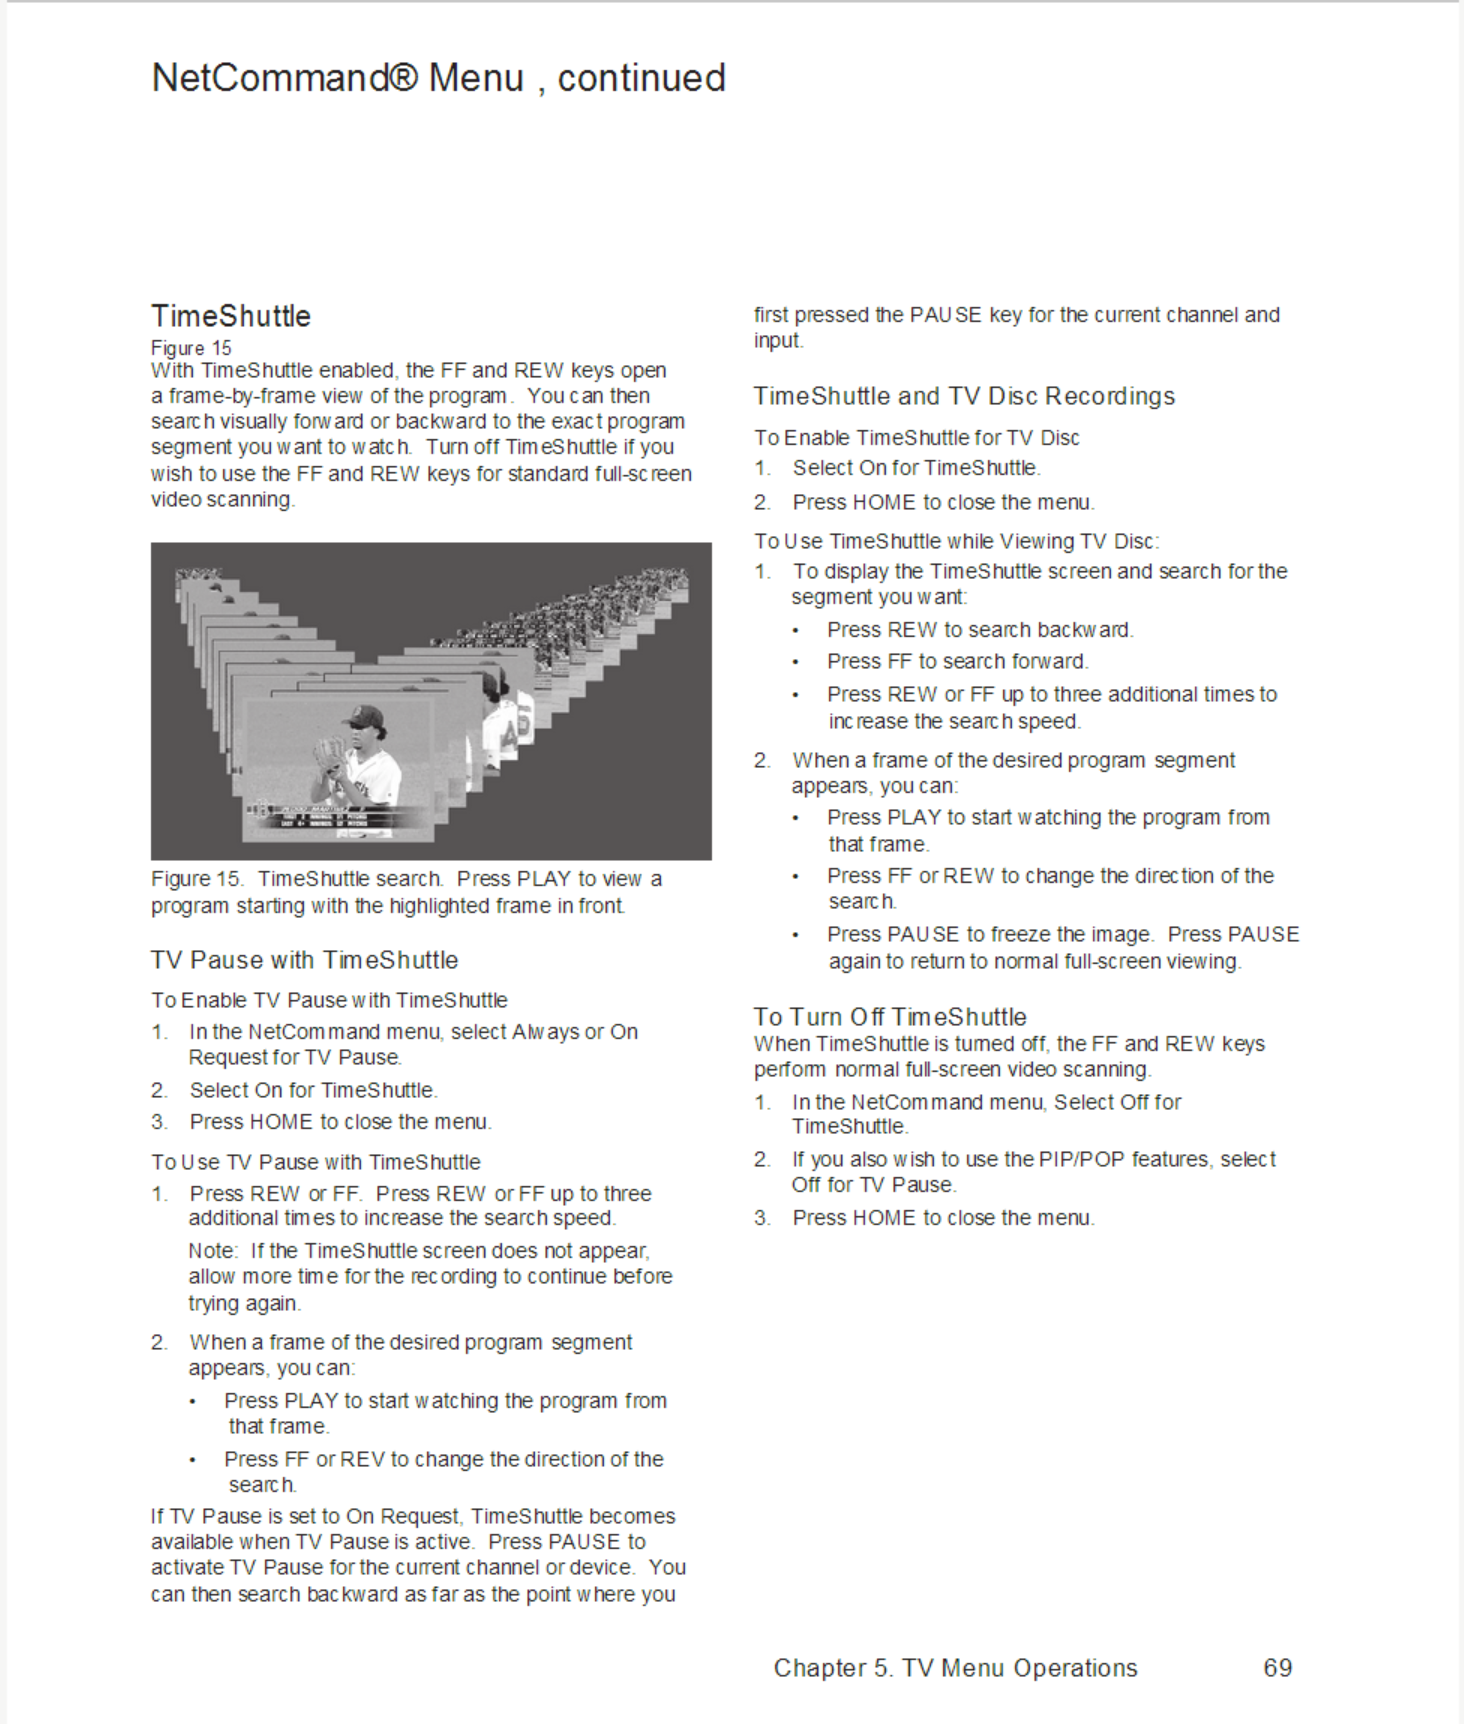 NetCommand® Menu , continued
TimeShuttle
Figure 15
With TimeShuttle enabled, the FF and REW keys open
a frame-by-frame view of the program. You can then
search visually forward or backward to the exact program
segment you want to watch. Turn off TimeShuttle if you
wish to use the FF and REW keys for standard full-screen
video scanning.
Figure 15. TimeShuttle search. Press PLAY to view a
program starting with the highlighted frame in front.
TV Pause with TimeShuttle
To Enable TV Pause with TimeShuttle
1. In the NetCommand menu, select Always or On
Request for TV Pause.
2. Select On for TimeShuttle.
3. Press HOME to close the menu.
To Use TV Pause with TimeShuttle
1. Press REW or FF. Press REW or FF up to three
additional times to increase the search speed.
Note: If the TimeShuttle screen does not appear,
allow more time for the recording to continue before
trying again.
2. When a frame of the desired program segment
appears, you can:
• Press PLAY to start watching the program from
that frame.
• Press FF or REV to change the direction of the
search.
If TV Pause is set to On Request, TimeShuttle becomes
available when TV Pause is active. Press PAUSE to
activate TV Pause for the current channel or device. You
can then search backward as far as the point where you
first pressed the PAUSE key for the current channel and
input.
TimeShuttle and TV Disc Recordings
To Enable TimeShuttle for TV Disc
1. Select On for TimeShuttle.
2. Press HOME to close the menu.
To Use TimeShuttle while Viewing TV Disc:
1. To display the TimeShuttle screen and search for the
segment you want:
• Press REW to search backward.
• Press FF to search forward.
• Press REW or FF up to three additional times to
increase the search speed.
2. When a frame of the desired program segment
appears, you can:
• Press PLAY to start watching the program from
that frame.
• Press FF or REW to change the direction of the
search.
• Press PAUSE to freeze the image. Press PAUSE
again to return to normal full-screen viewing.
To Turn Off TimeShuttle
When TimeShuttle is turned off, the FF and REW keys
perform normal full-screen video scanning.
1. In the NetCommand menu, Select Off for
TimeShuttle.
2. If you also wish to use the PIP/POP features, select
Off for TV Pause.
3. Press HOME to close the menu.
Chapter 5. TV Menu Operations 69